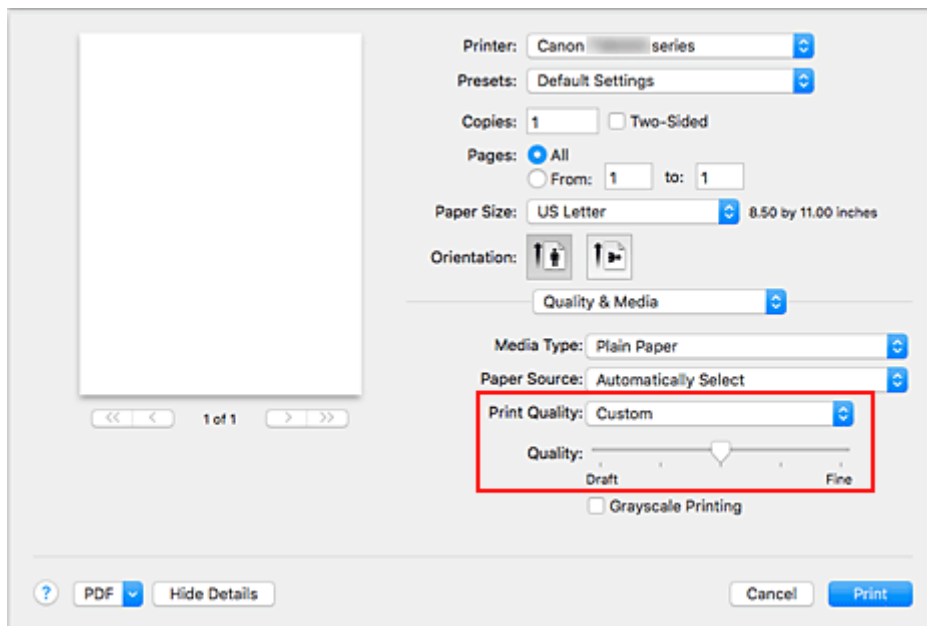 Printer: Canon series
Presets: Default Settings
Copies: 1 Two-Sided
Pages: All
From: 1 to: 1
Paper Size: US Letter 8.50 by 11.00 inches
Orientation:
Quality & Media
Media Type: Plain Paper
Paper Source: Automatically Select
Print Quality: Custom
Quality:
Draft Fine
Grayscale Printing
<< < 1 of 1 > >>
? PDF Hide Details Cancel Print